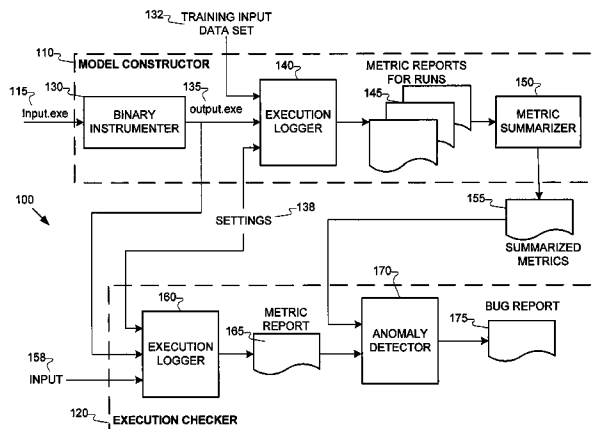 132
TRAINING INPUT
DATA SET
110
MODEL CONSTRUCTOR
130
135
140
METRIC REPORTS
FOR RUNS
145
150
115
input.exe
BINARY
INSTRUMENTER
output.exe
EXECUTION
LOGGER
METRIC
SUMMARIZER
100
SETTINGS
138
155
SUMMARIZED
METRICS
160
170
METRIC
REPORT
165
BUG REPORT
175
158
INPUT
EXECUTION
LOGGER
ANOMALY
DETECTOR
120
EXECUTION CHECKER